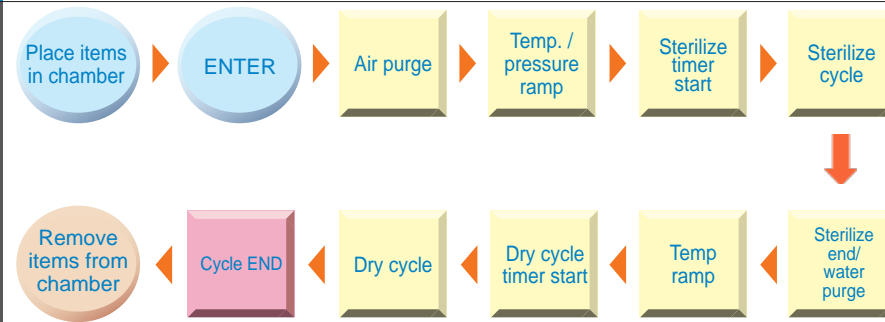 Place items
in chamber
ENTER
Air purge
Temp. /
pressure
ramp
Sterilize
timer
start
Sterilize
cycle
Sterilize
end/
water
purge
Temp
ramp
Dry cycle
timer start
Dry cycle
Cycle END
Remove
items from
chamber